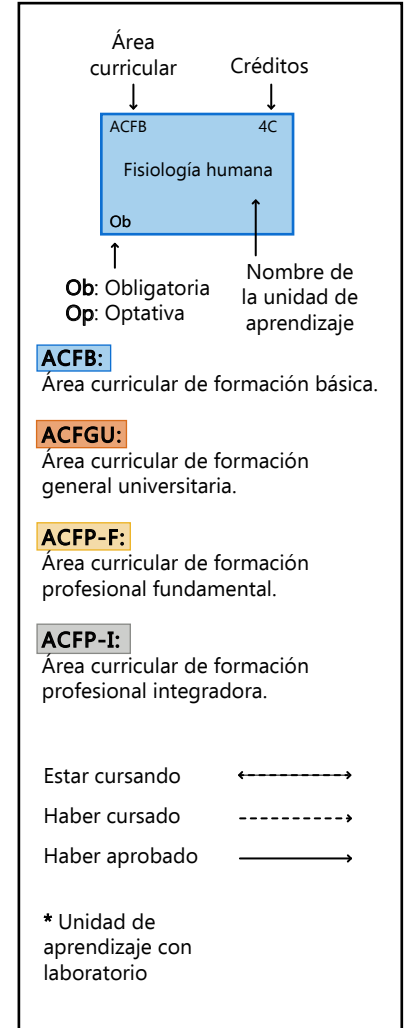 Área
curricular
Créditos
ACFB
4C
Fisiología humana
Ob
Ob: Obligatoria
Op: Optativa
Nombre de
la unidad de
aprendizaje
ACFB:
Área curricular de formación básica.
ACFGU:
Área curricular de formación
general universitaria.
ACFP-F:
Área curricular de formación
profesional fundamental.
ACFP-I:
Área curricular de formación
profesional integradora.
Estar cursando
Haber cursado
Haber aprobado
* Unidad de
aprendizaje con
laboratorio